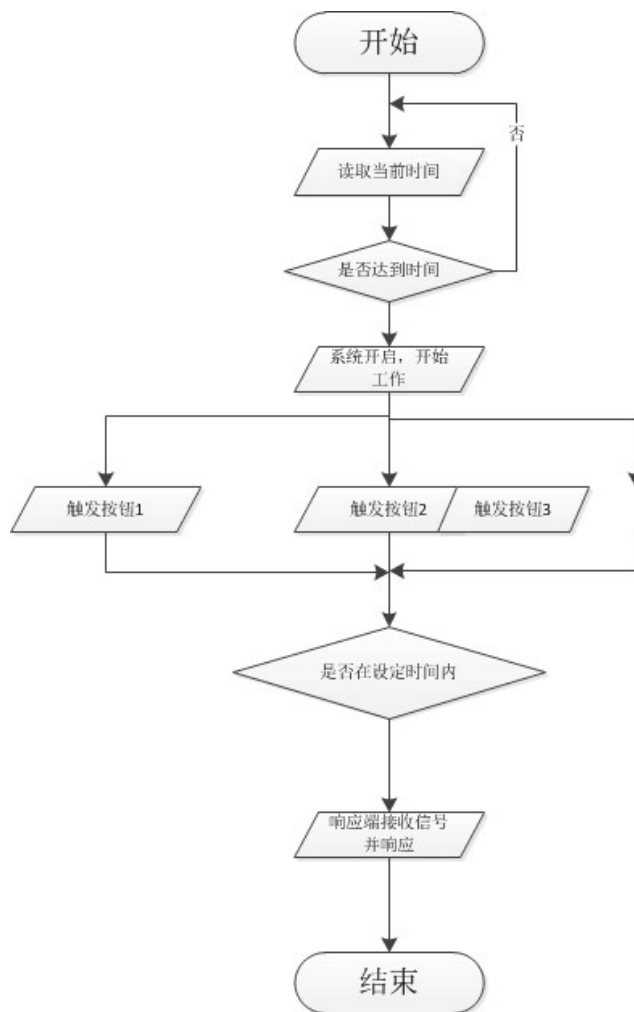 开始
否
读取当前时间
是否达到时间
系统开启，开始
工作
触发按钮1
触发按钮2
触发按钮3
是否在设定时间内
响应端接收信号
并响应
结束